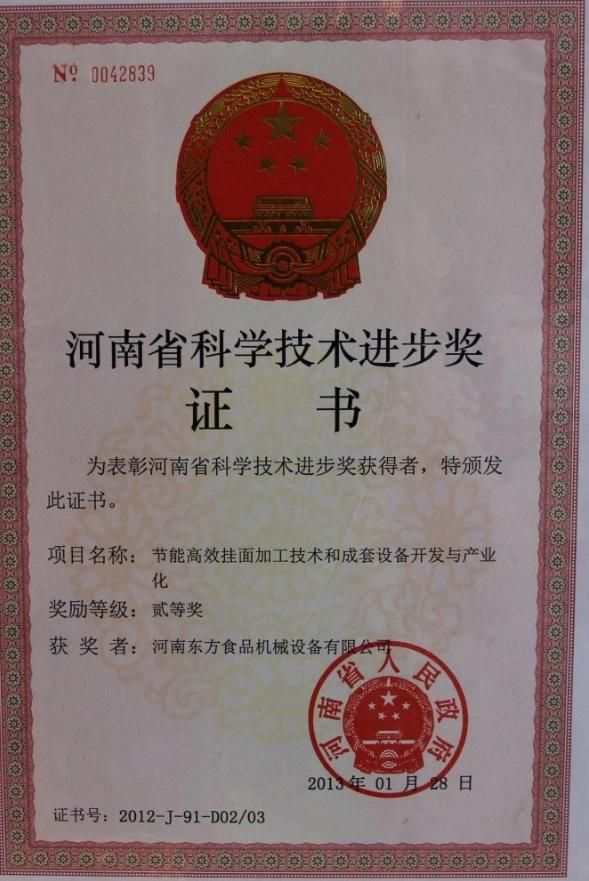 Nº 0042839
河南省科学技术进步奖
证 书
为表彰河南省科学技术进步奖获得者，特颁发
此证书。
项目名称：节能高效挂面加工技术和成套设备开发与产业
化
奖励等级：贰等奖
获 奖 者：河南东方食品机械设备有限公司
河南省人民政府
2013年 01 月 28 日
证书号：2012-J-91-D02/03